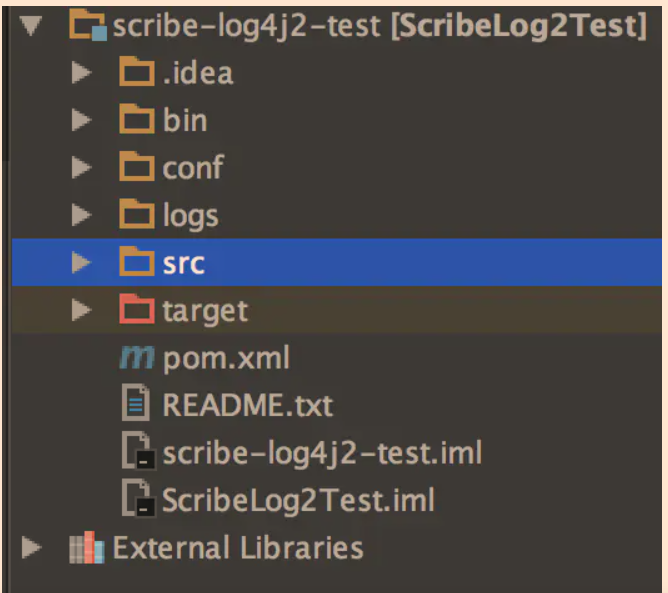 scribe-log4j2-test [ScribeLog2Test]
.idea
bin
conf
logs
src
target
pom.xml
README.txt
scribe-log4j2-test.iml
ScribeLog2Test.iml
External Libraries